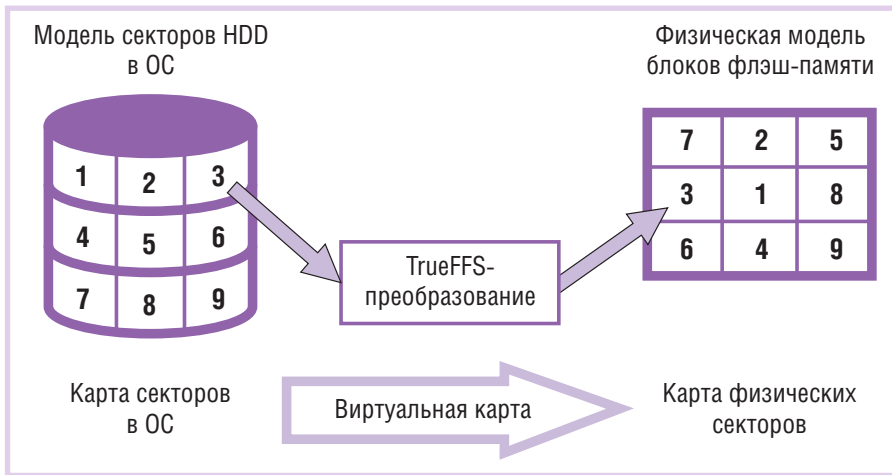 Модель секторов HDD
в ОС
Физическая модель
блоков флэш-памяти
1 2 3
4 5 6
7 8 9
7 2 5
3 1 8
6 4 9
TrueFFS-
преобразование
Карта секторов
в ОС
Виртуальная карта
Карта физических
секторов